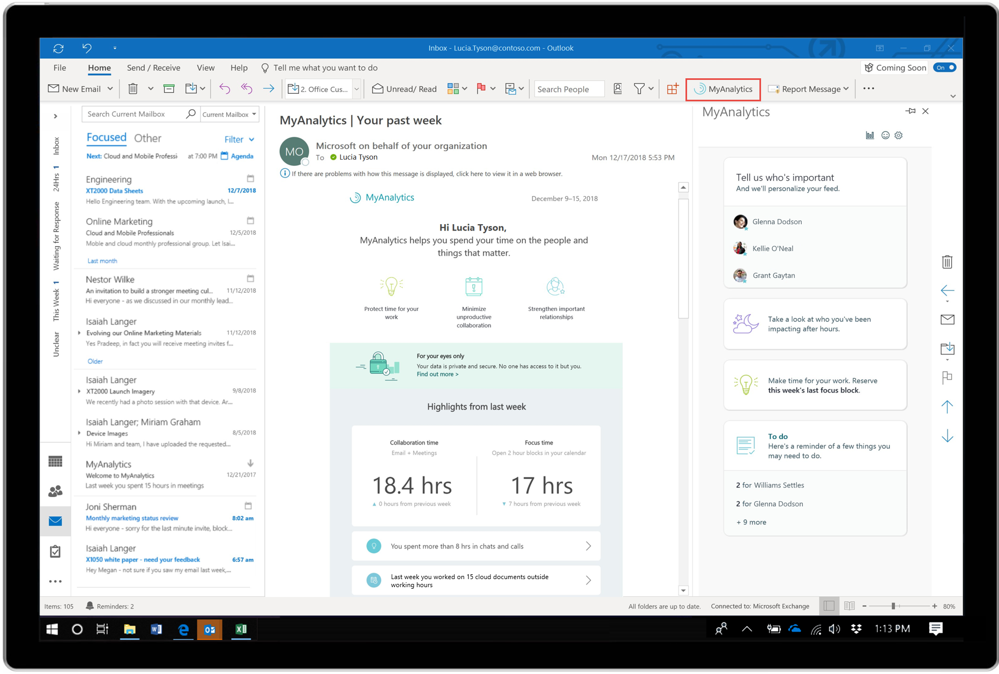 Inbox - Lucia.Tyson@contoso.com - Outlook
File Home Send / Receive View Help Tell me what you want to do Coming Soon On
New Email 2. Office Cus... Unread/ Read Search People MyAnalytics Report Message ...
Inbox
24Hrs 1
Waiting for Response
This Week 1
Unclear
Search Current Mailbox Current Mailbox
Focused Other Filter
Next: Cloud and Mobile Professi at 7:00 PM Agenda
Engineering
XT2000 Data Sheets 12/7/2018
Hello Engineering team. With the upcoming launch, I...
Online Marketing
Cloud and Mobile Professionals 12/5/2018
Moble and cloud monthly professional group. Let Isai...
Last month
Nestor Wilke
An invitation to build a stronger meeting cul... 11/12/2018
Hi everyone - as we discussed in our monthly lead...
Isaiah Langer
Evolving our Online Marketing Materials 11/12/2018
Yes Pradeep, in fact you will receive meeting invites f...
Older
Isaiah Langer
XT2000 Launch Imagery 9/8/2018
We recently had a photo session with that device. Ar...
Isaiah Langer; Miriam Graham
Device Images 8/5/2018
Hi Miriam and team, I have uploaded the requested...
MyAnalytics
Welcome to MyAnalytics 12/21/2017
Last week you spent 15 hours in meetings
Joni Sherman
Monthly marketing status review 8:02 am
Hi everyone - sorry for the last minute invite, block...
Isaiah Langer
X1050 white paper - need your feedback 6:57 am
Hey Megan - not sure if you saw my email last week,...
MyAnalytics | Your past week
MO
Microsoft on behalf of your organization
To Lucia Tyson
Mon 12/17/2018 5:53 PM
If there are problems with how this message is displayed, click here to view it in a web browser.
MyAnalytics December 9–15, 2018
Hi Lucia Tyson,
MyAnalytics helps you spend your time on the people and
things that matter.
Protect time for your
work
Minimize
unproductive
collaboration
Strengthen important
relationships
For your eyes only
Your data is private and secure. No one has access to it but you.
Find out more >
Highlights from last week
Collaboration time
Email + Meetings
18.4 hrs
0 hours from previous week
Focus time
Open 2 hour blocks in your calendar
17 hrs
7 hours from previous week
You spent more than 8 hrs in chats and calls
Last week you worked on 15 cloud documents outside
working hours
MyAnalytics
Tell us who's important
And we'll personalize your feed.
Glenna Dodson
Kellie O'Neal
Grant Gaytan
Take a look at who you've been
impacting after hours.
Make time for your work. Reserve
this week's last focus block.
To do
Here's a reminder of a few things you
may need to do.
2 for Williams Settles
2 for Glenna Dodson
+ 9 more
Items: 105 Reminders: 2 All folders are up to date. Connected to: Microsoft Exchange 80%
1:13 PM